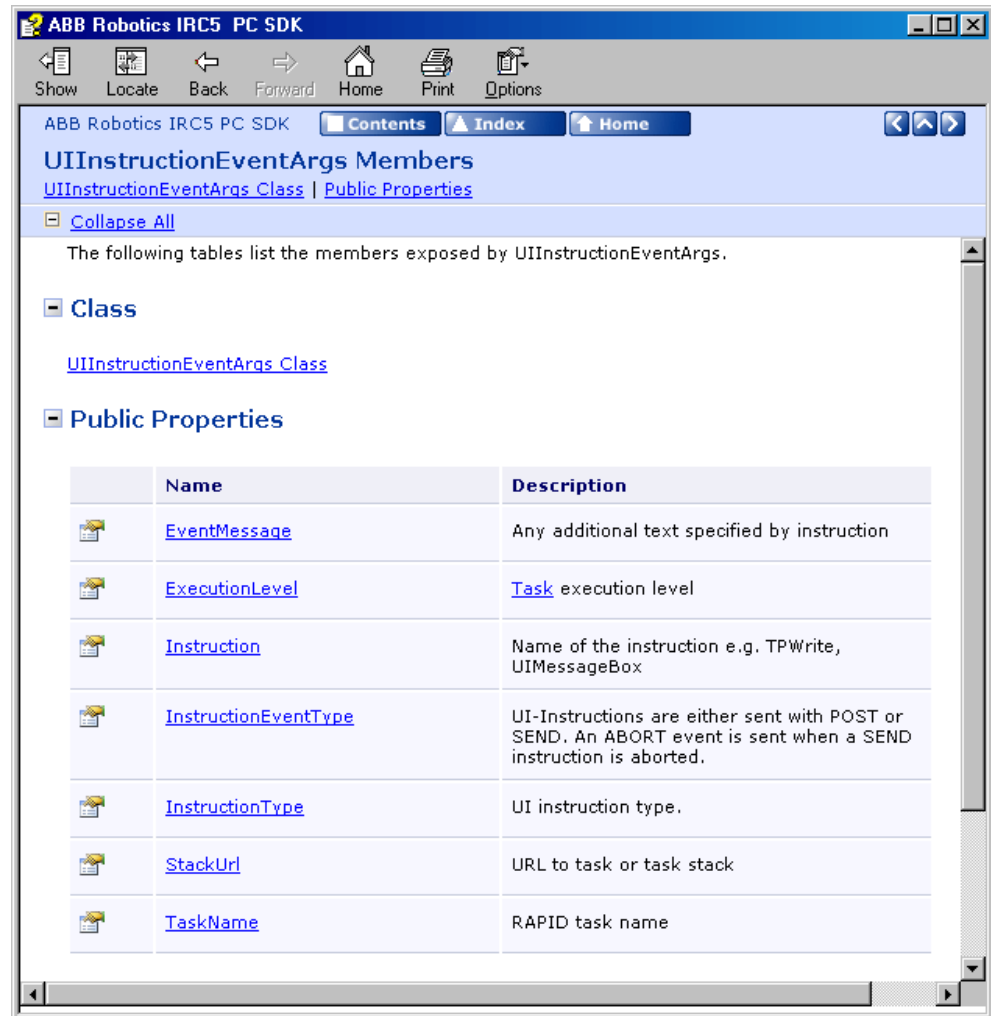 ABB Robotics IRC5 PC SDK
Show Locate Back Forward Home Print Options
ABB Robotics IRC5 PC SDK Contents Index Home
UIInstructionEventArgs Members
UIInstructionEventArgs Class | Public Properties
Collapse All
The following tables list the members exposed by UIInstructionEventArgs.
Class
UIInstructionEventArgs Class
Public Properties
Name Description
EventMessage Any additional text specified by instruction
ExecutionLevel Task execution level
Instruction Name of the instruction e.g. TPWrite,
UIMessageBox
InstructionEventType UI-Instructions are either sent with POST or
SEND. An ABORT event is sent when a SEND
instruction is aborted.
InstructionType UI instruction type.
StackUrl URL to task or task stack
TaskName RAPID task name